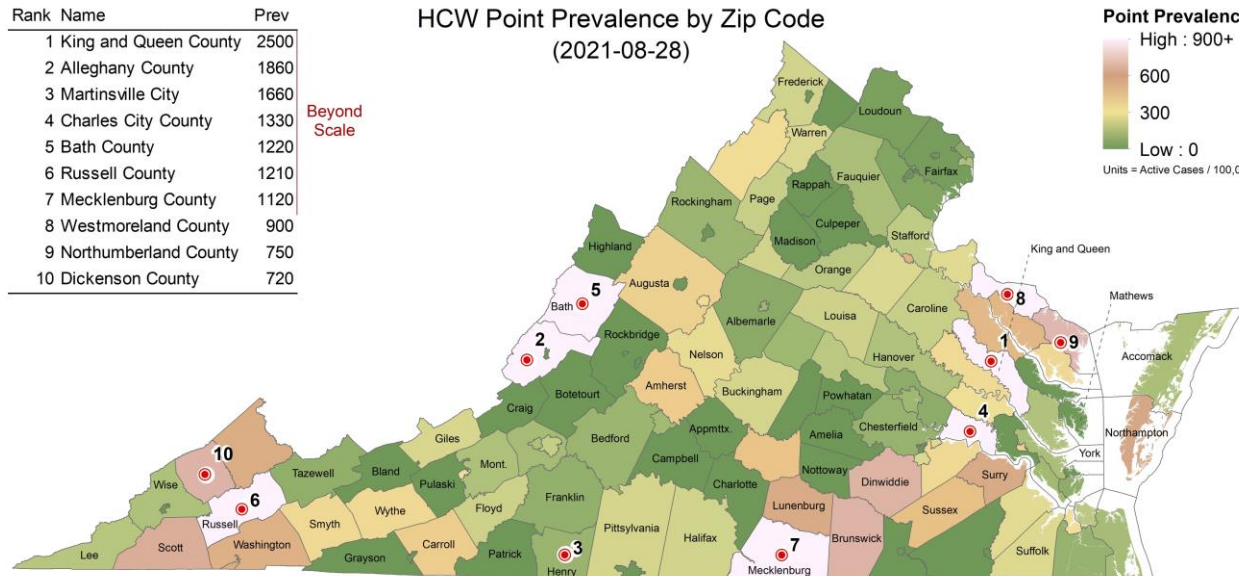 Rank Name Prev
1 King and Queen County 2500
2 Alleghany County 1860
3 Martinsville City 1660
4 Charles City County 1330
5 Bath County 1220
6 Russell County 1210
7 Mecklenburg County 1120
8 Westmoreland County 900
9 Northumberland County 750
10 Dickenson County 720
Beyond
Scale
HCW Point Prevalence by Zip Code
(2021-08-28)
Point Prevalenc
High : 900+
600
300
Low : 0
Units = Active Cases / 100,0
Frederick
Loudoun
Warren
Fairfax
Fauquier
Rappah.
Page
Rockingham
Culpeper
Madison
Stafford
Highland
King and Queen
Orange
Augusta
8
Mathews
5
Bath
Caroline
Louisa
Albemarle
Rockbridge
9
1
2
Nelson
Hanover
Accomack
Amherst
Buckingham
Botetourt
Powhatan
4
Craig
Chesterfield
Appmttx.
Amelia
Northampton
Giles
Bedford
10
Campbell
York
Mont.
Tazewell
Bland
Nottoway
Surry
Wise
Pulaski
Charlotte
Dinwiddie
6
Franklin
Lunenburg
Sussex
Wythe
Floyd
Russell
Smyth
Pittsylvania
Brunswick
Halifax
Scott
Washington
Carroll
Suffolk
Lee
3
7
Grayson
Patrick
Henry
Mecklenburg